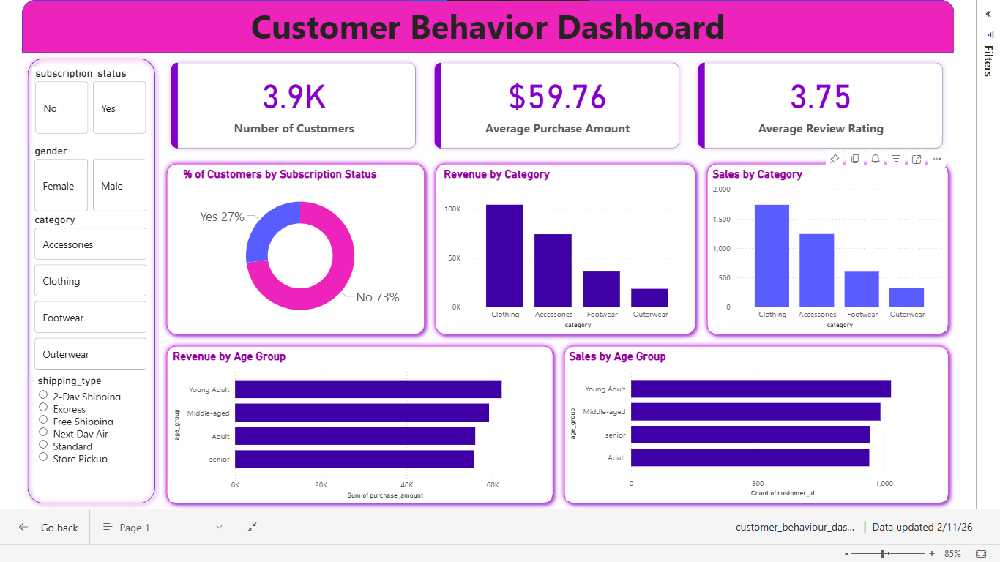 Customer Behavior Dashboard
Filters
subscription_status
No
Yes
gender
Female
Male
category
Accessories
Clothing
Footwear
Outerwear
shipping_type
2-Day Shipping
Express
Free Shipping
Next Day Air
Standard
Store Pickup
3.9K
Number of Customers
$59.76
Average Purchase Amount
3.75
Average Review Rating
% of Customers by Subscription Status
Yes 27%
No 73%
Revenue by Category
100K
50K
0K
Clothing Accessories Footwear Outerwear
category
Sales by Category
2,000
1,500
1,000
500
0
Clothing Accessories Footwear Outerwear
category
Revenue by Age Group
age_group
Young Adult
Middle-aged
Adult
senior
0K 20K 40K 60K
Sum of purchase_amount
Sales by Age Group
age_group
Young Adult
Middle-aged
senior
Adult
0 500 1,000
Count of customer_id
Go back
Page 1
customer_behaviour_das... | Data updated 2/11/26
- + 85%